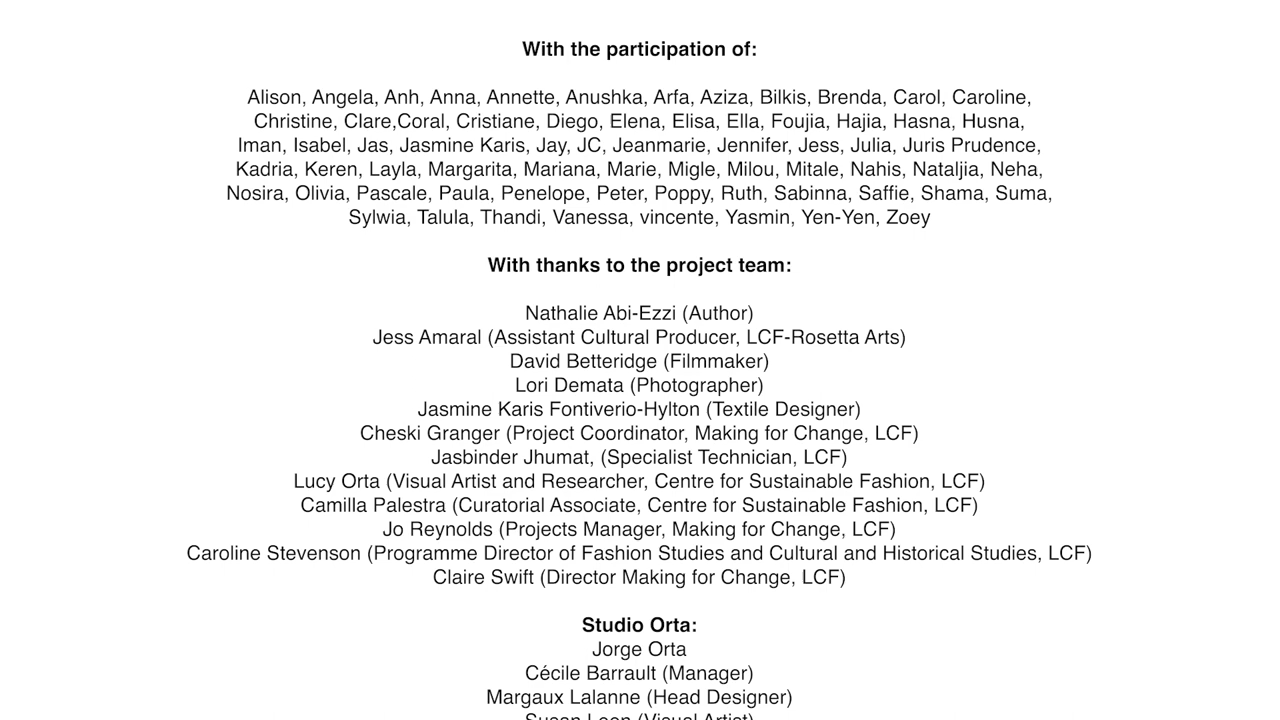 With the participation of:
Alison, Angela, Anh, Anna, Annette, Anushka, Arfa, Aziza, Bilkis, Brenda, Carol, Caroline,
Christine, Clare,Coral, Cristiane, Diego, Elena, Elisa, Ella, Foujia, Hajia, Hasna, Husna,
Iman, Isabel, Jas, Jasmine Karis, Jay, JC, Jeanmarie, Jennifer, Jess, Julia, Juris Prudence,
Kadria, Keren, Layla, Margarita, Mariana, Marie, Migle, Milou, Mitale, Nahis, Nataljia, Neha,
Nosira, Olivia, Pascale, Paula, Penelope, Peter, Poppy, Ruth, Sabinna, Saffie, Shama, Suma,
Sylwia, Talula, Thandi, Vanessa, vincente, Yasmin, Yen-Yen, Zoey
With thanks to the project team:
Nathalie Abi-Ezzi (Author)
Jess Amaral (Assistant Cultural Producer, LCF-Rosetta Arts)
David Betteridge (Filmmaker)
Lori Demata (Photographer)
Jasmine Karis Fontiverio-Hylton (Textile Designer)
Cheski Granger (Project Coordinator, Making for Change, LCF)
Jasbinder Jhumat, (Specialist Technician, LCF)
Lucy Orta (Visual Artist and Researcher, Centre for Sustainable Fashion, LCF)
Camilla Palestra (Curatorial Associate, Centre for Sustainable Fashion, LCF)
Jo Reynolds (Projects Manager, Making for Change, LCF)
Caroline Stevenson (Programme Director of Fashion Studies and Cultural and Historical Studies, LCF)
Claire Swift (Director Making for Change, LCF)
Studio Orta:
Jorge Orta
Cécile Barrault (Manager)
Margaux Lalanne (Head Designer)
Susan Leen (Visual Artist)